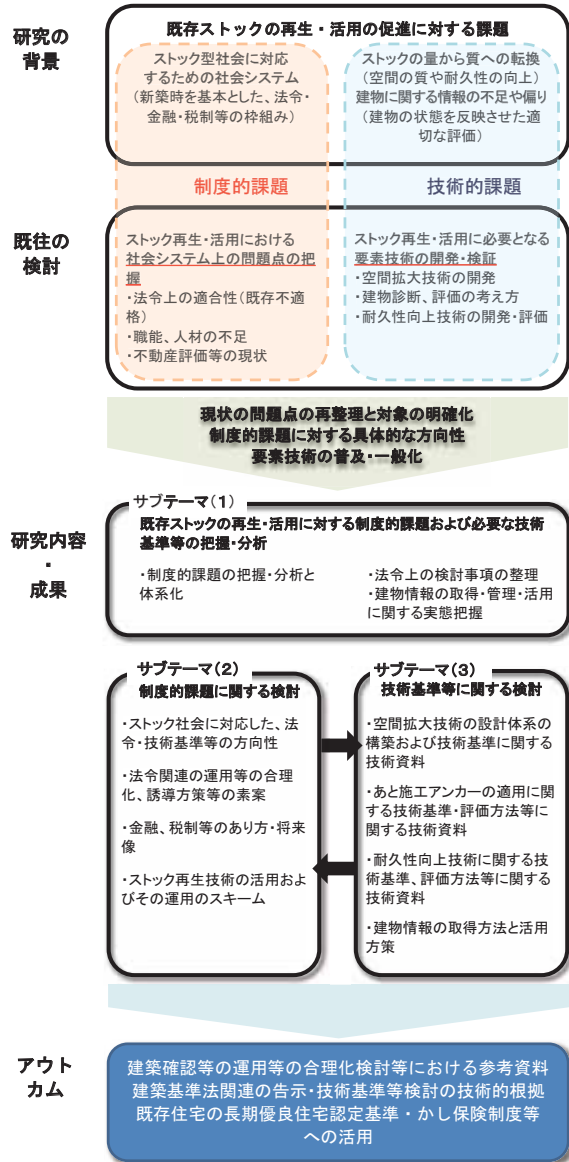 研究の
背景
既存ストックの再生・活用の促進に対する課題
ストック型社会に対応
するための社会システム
(新築時を基本とした、法令・
金融・税制等の枠組み)
ストックの量から質への転換
(空間の質や耐久性の向上)
建物に関する情報の不足や偏り
(建物の状態を反映させた適
切な評価)
制度的課題
技術的課題
既往の
検討
ストック再生・活用における
社会システム上の問題点の把
握
・法令上の適合性(既存不適
格)
・職能、人材の不足
・不動産評価等の現状
ストック再生・活用に必要となる
要素技術の開発・検証
・空間拡大技術の開発
・建物診断、評価の考え方
・耐久性向上技術の開発・評価
現状の問題点の再整理と対象の明確化
制度的課題に対する具体的な方向性
要素技術の普及・一般化
研究内容
・
成果
サブテーマ(1)
既存ストックの再生・活用に対する制度的課題および必要な技術
基準等の把握・分析
・制度的課題の把握・分析と
体系化
・法令上の検討事項の整理
・建物情報の取得・管理・活用
に関する実態把握
サブテーマ(2)
制度的課題に関する検討
・ストック社会に対応した、法
令・技術基準等の方向性
・法令関連の運用等の合理
化、誘導方策等の素案
・金融、税制等のあり方・将来
像
・ストック再生技術の活用およ
びその運用のスキーム
サブテーマ(3)
技術基準等に関する検討
・空間拡大技術の設計体系の
構築および技術基準に関する
技術資料
・あと施工アンカーの適用に関
する技術基準・評価方法等に
関する技術資料
・耐久性向上技術に関する技
術基準、評価方法等に関する
技術資料
・建物情報の取得方法と活用
方策
アウト
カム
建築確認等の運用等の合理化検討等における参考資料
建築基準法関連の告示・技術基準等検討の技術的根拠
既存住宅の長期優良住宅認定基準・かし保険制度等
への活用